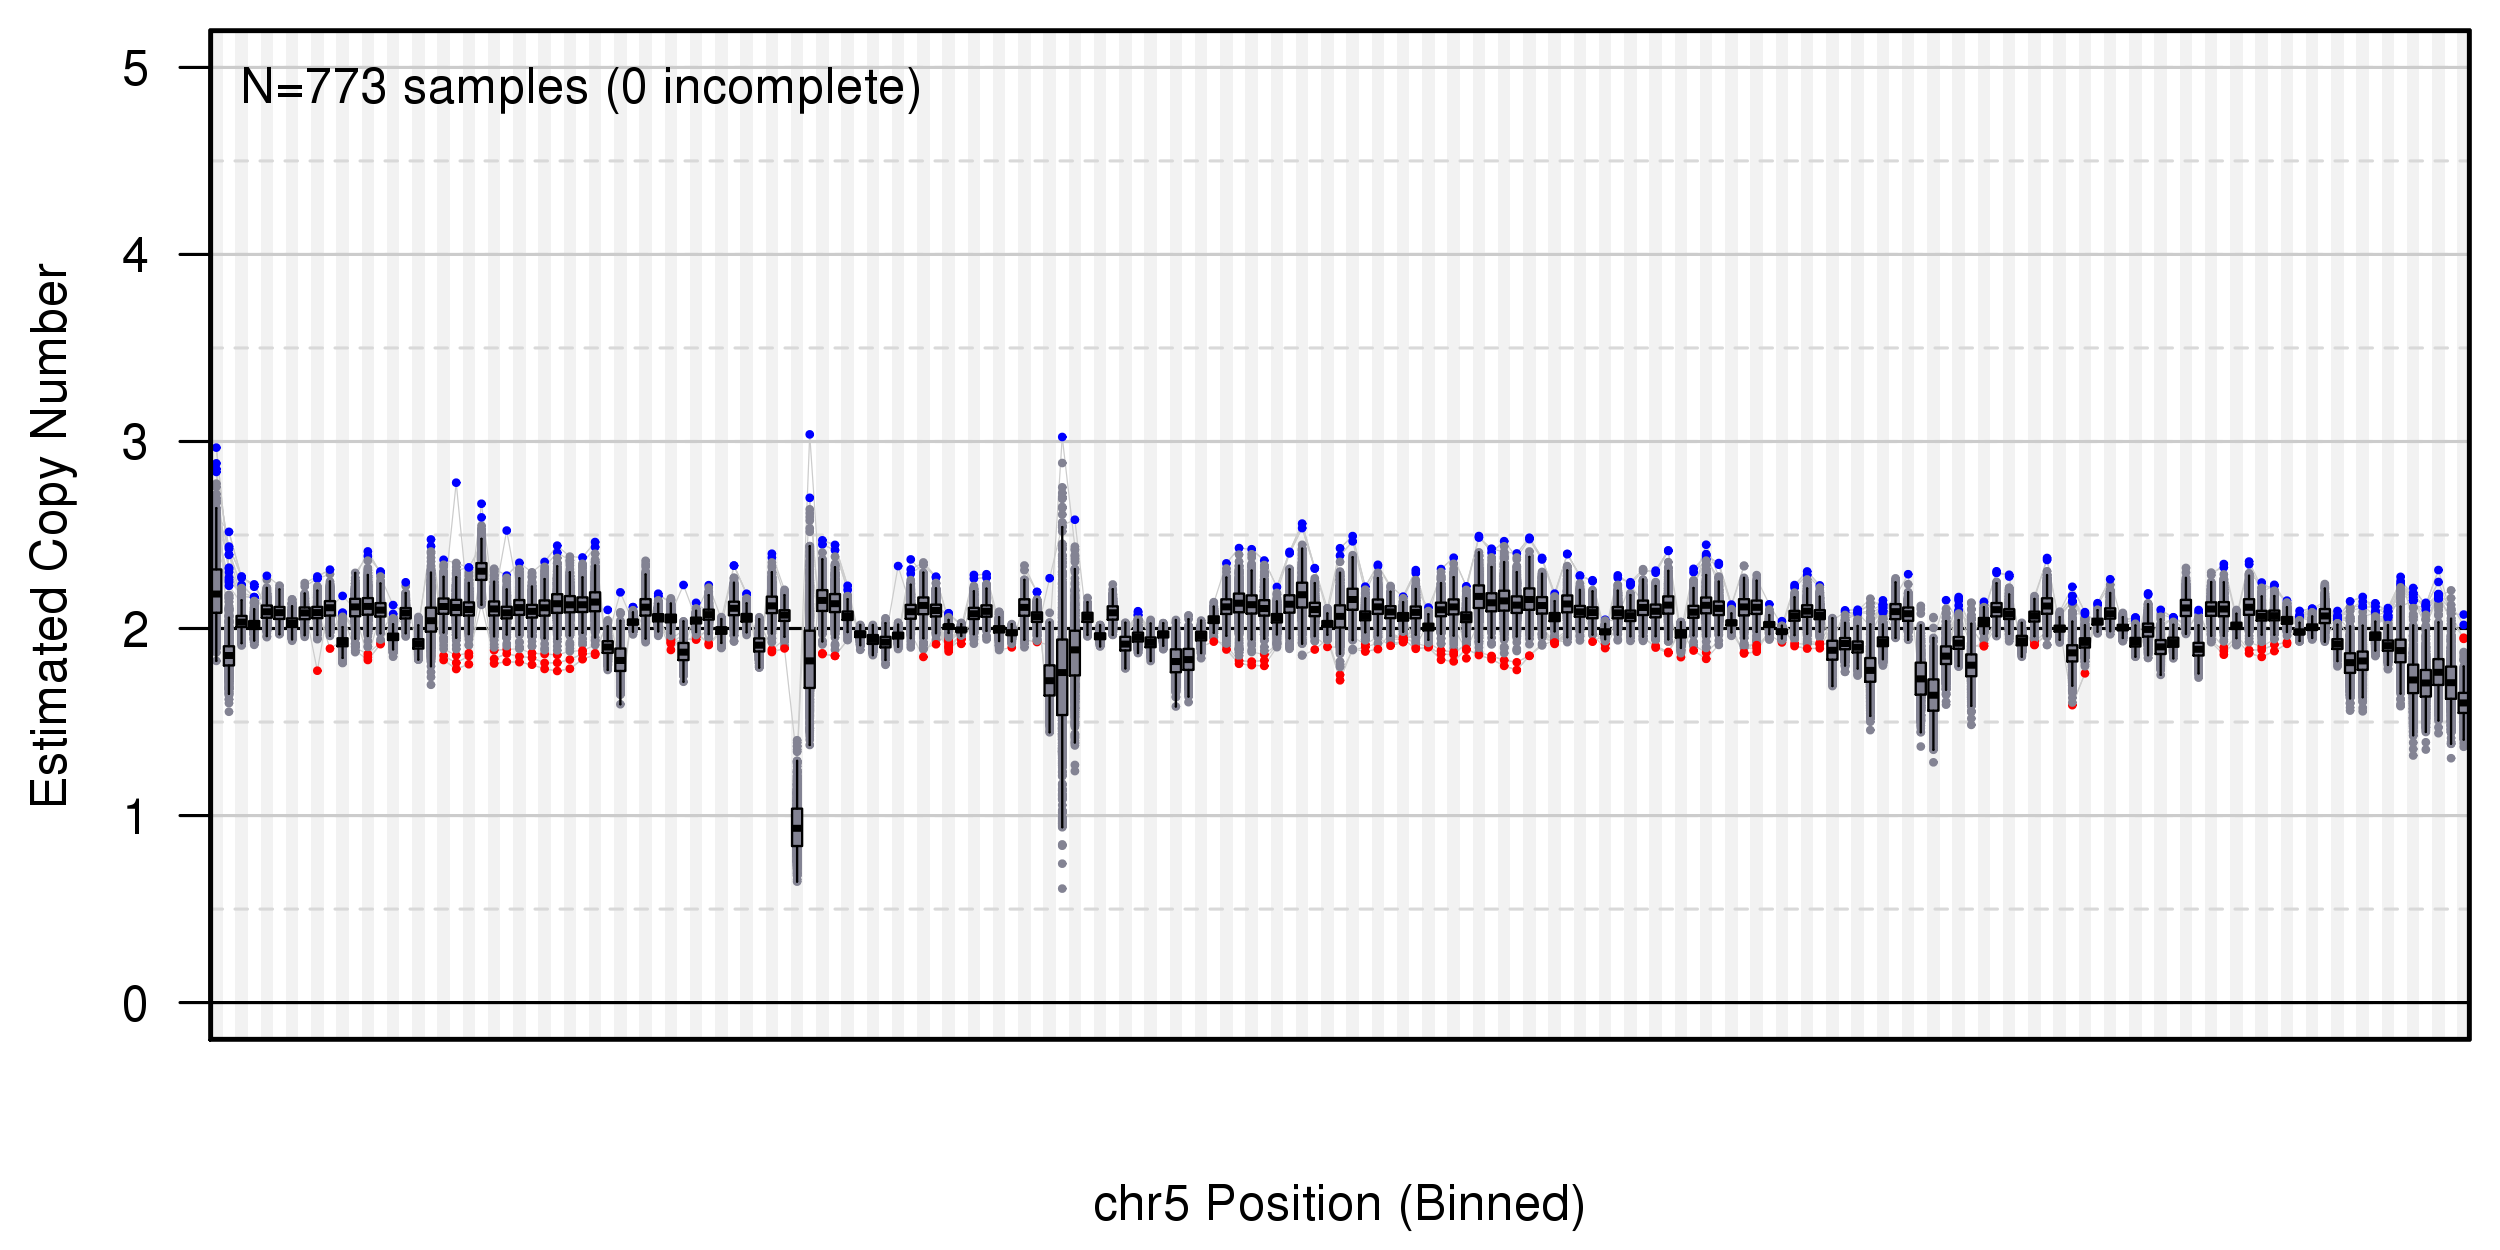 N=773 samples (0 incomplete)
5
4
3
2
1
0
Estimated Copy Number
chr5 Position (Binned)